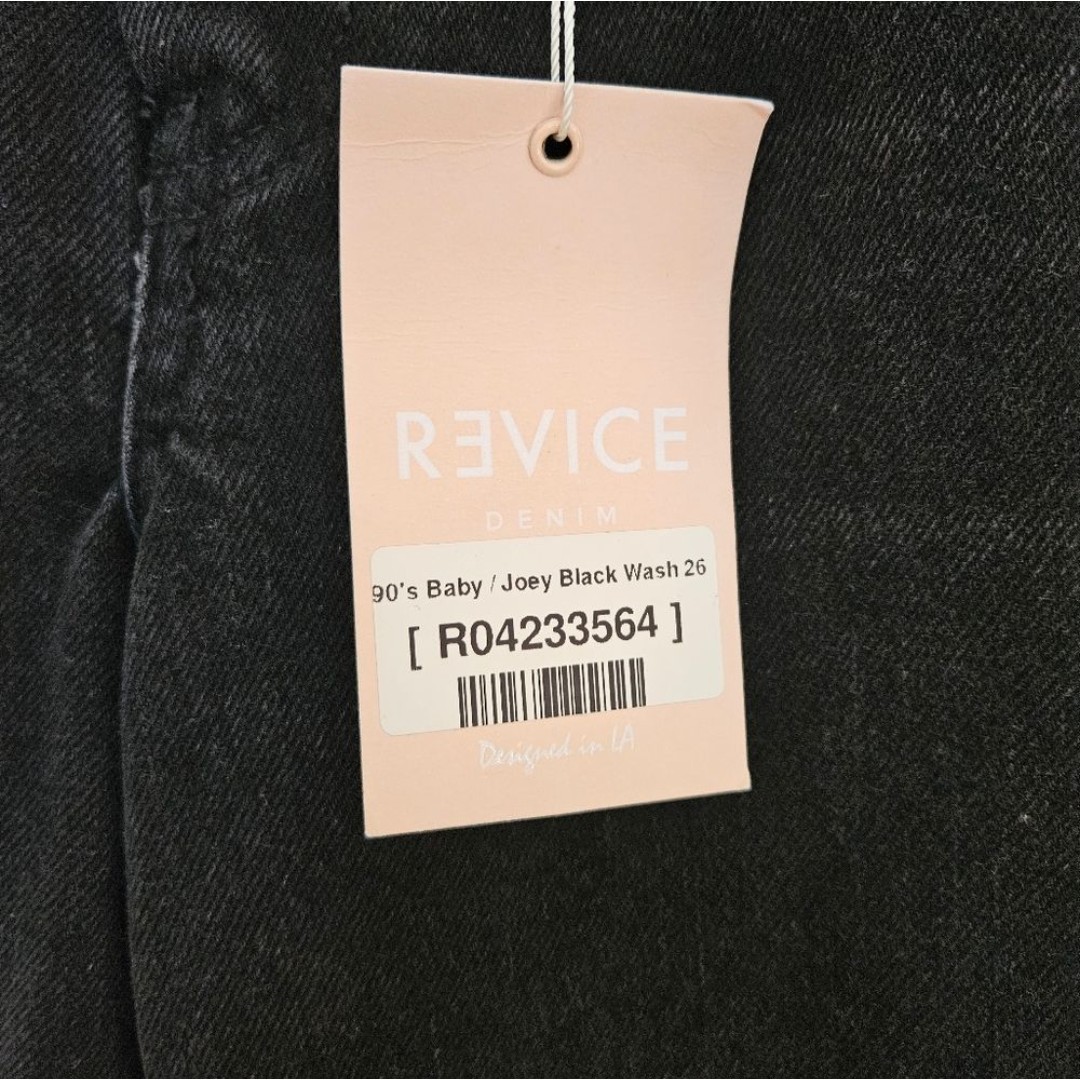 RƎVICE
DENIM
90's Baby / Joey Black Wash 26
[ R04233564 ]
Designed in LA